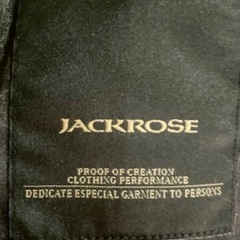 JACKROSE
PROOF OF CREATION
CLOTHING PERFORMANCE
DEDICATE ESPECIAL GARMENT TO PERSONS